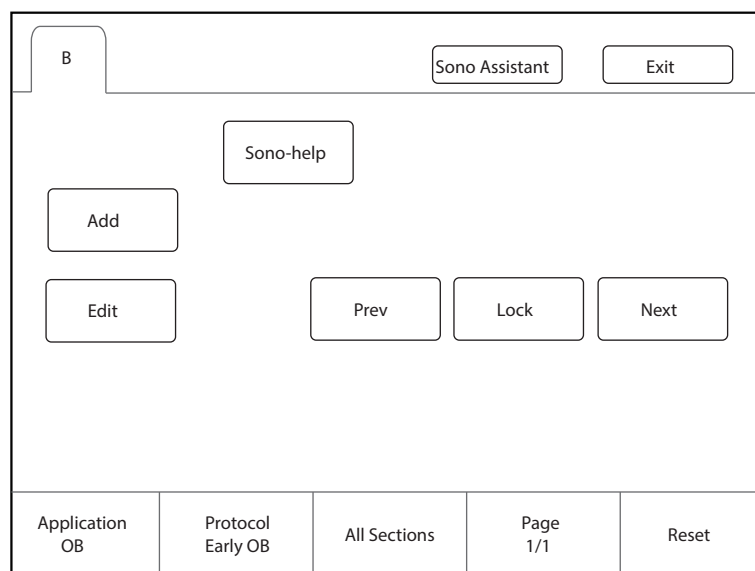 B
Sono Assistant
Exit
Sono-help
Add
Edit
Prev
Lock
Next
Application
OB
Protocol
Early OB
All Sections
Page
1/1
Reset